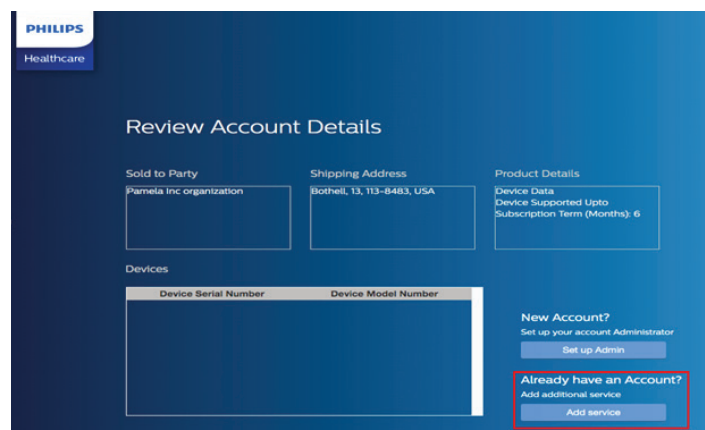 PHILIPS
Healthcare
Review Account Details
Sold to Party
Pamela Inc organization
Shipping Address
Bothell, 13, 113-8483, USA
Product Details
Device Data
Device Supported Upto
Subscription Term (Months): 6
Devices
Device Serial Number
Device Model Number
New Account?
Set up your account Administrator
Set up Admin
Already have an Account?
Add additional service
Add service